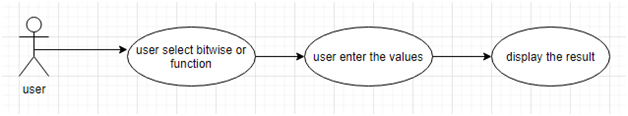 user select bitwise or
function
user enter the values
display the result
user